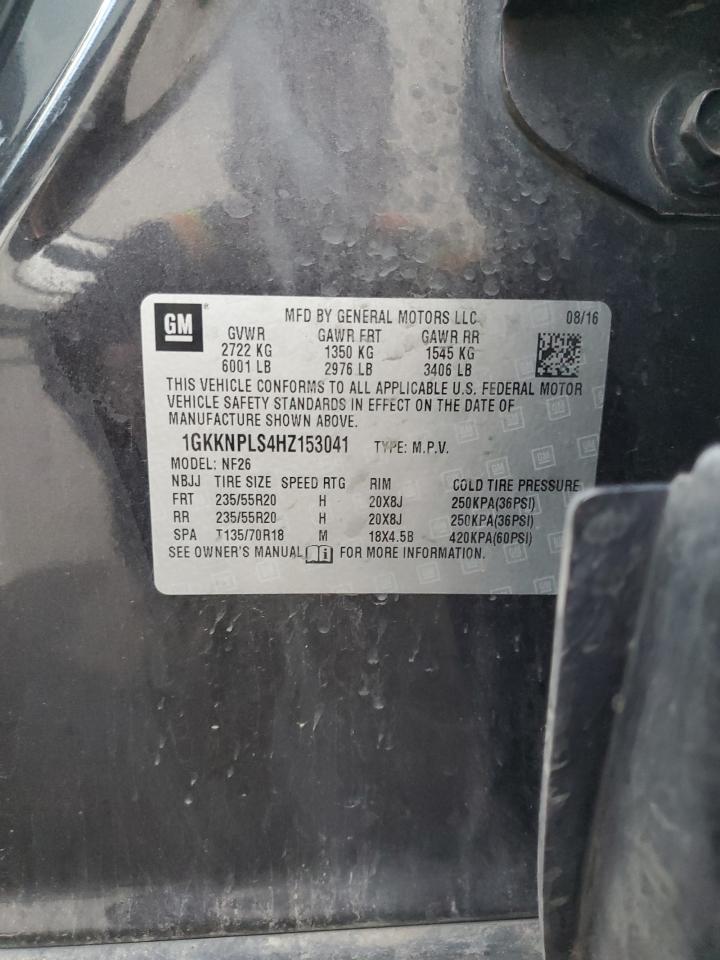 GM
MFD BY GENERAL MOTORS LLC 08/16
GVWR GAWR FRT GAWR RR
2722 KG 1350 KG 1545 KG
6001 LB 2976 LB 3406 LB
THIS VEHICLE CONFORMS TO ALL APPLICABLE U.S. FEDERAL MOTOR
VEHICLE SAFETY STANDARDS IN EFFECT ON THE DATE OF
MANUFACTURE SHOWN ABOVE.
1GKKNPLS4HZ153041 TYPE: M.P.V.
MODEL: NF26
NBJJ TIRE SIZE SPEED RTG RIM COLD TIRE PRESSURE
FRT 235/55R20 H 20X8J 250KPA(36PSI)
RR 235/55R20 H 20X8J 250KPA(36PSI)
SPA T135/70R18 M 18X4.5B 420KPA(60PSI)
SEE OWNER'S MANUAL i FOR MORE INFORMATION.